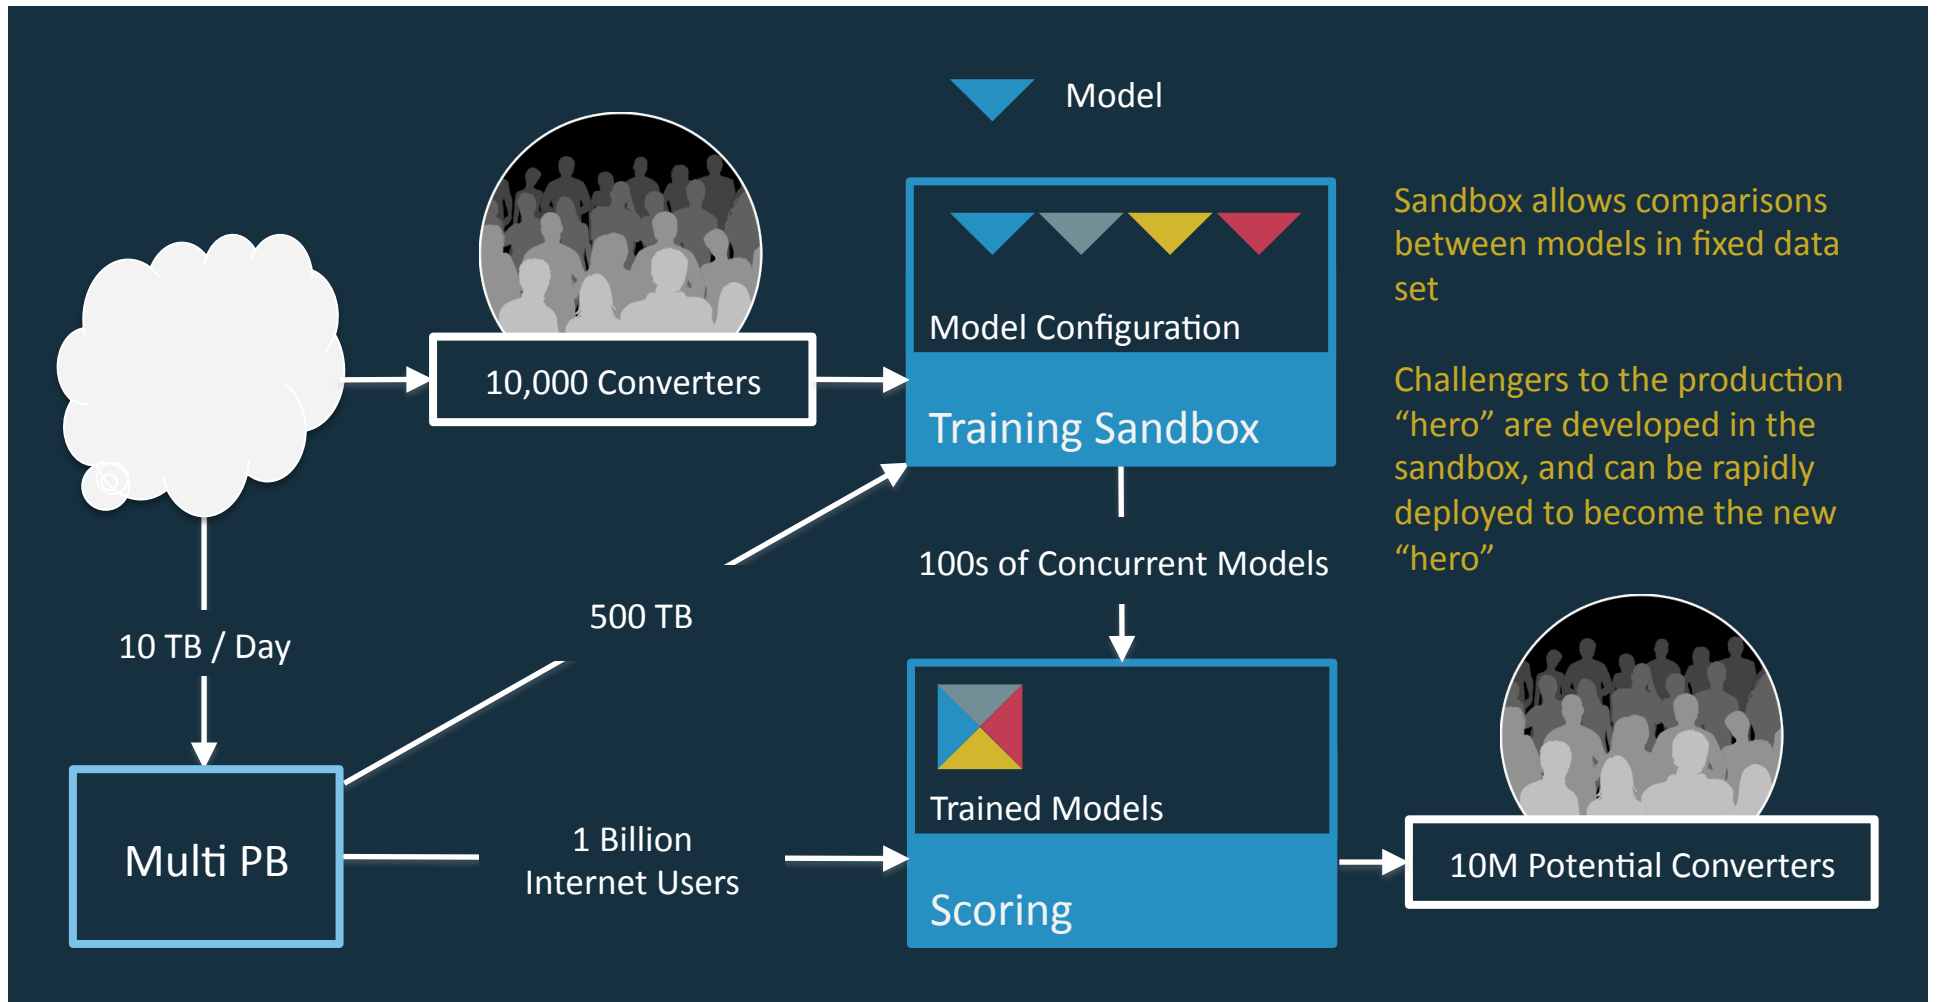 Model
Sandbox allows comparisons
between models in fixed data
set
Model Configuration
10,000 Converters
Training Sandbox
Challengers to the production
“hero” are developed in the
sandbox, and can be rapidly
deployed to become the new
“hero”
100s of Concurrent Models
500 TB
10 TB / Day
Trained Models
Multi PB
1 Billion
Internet Users
Scoring
10M Potential Converters